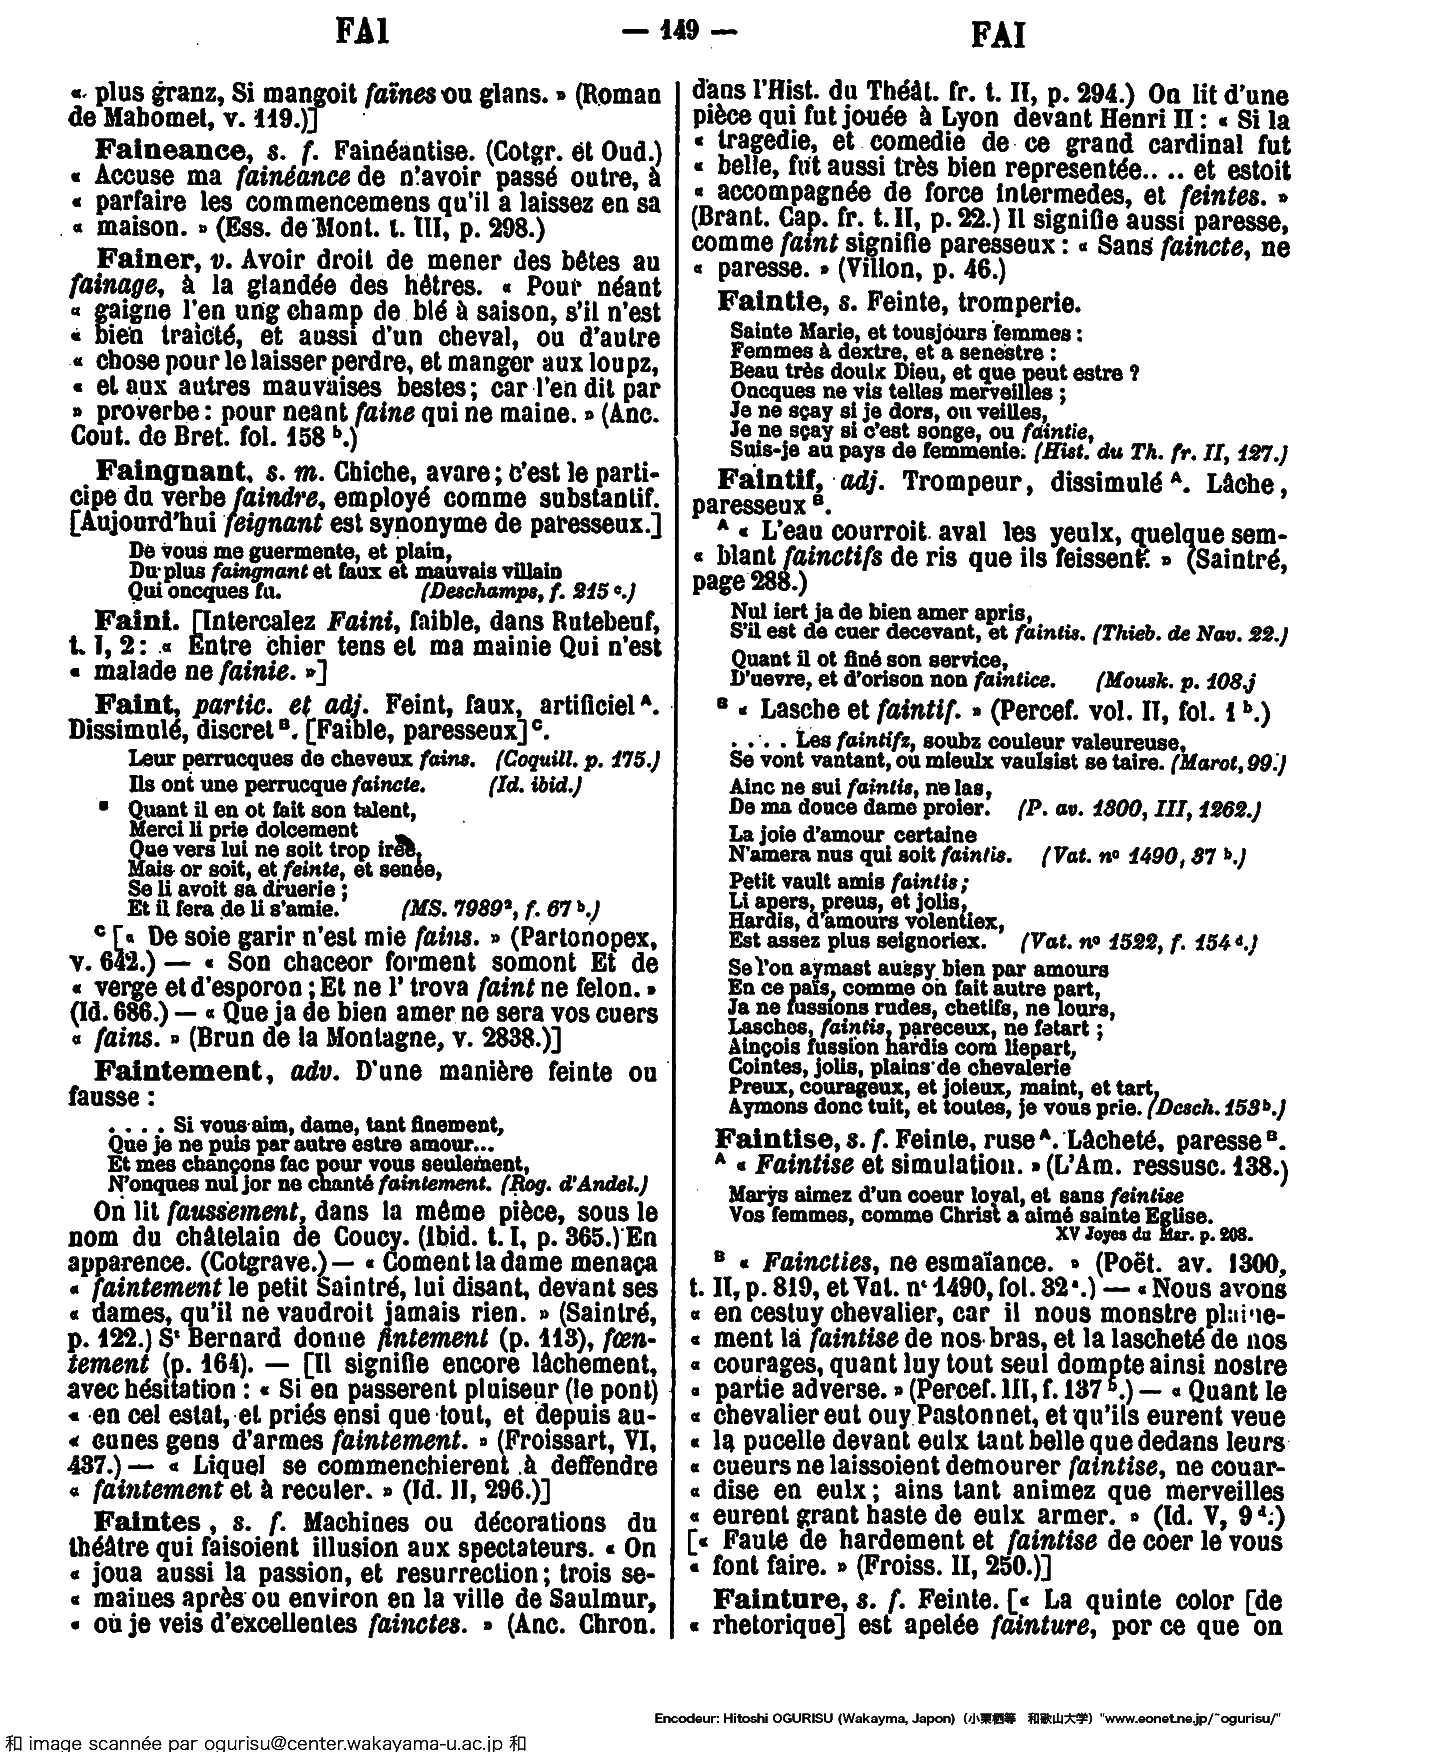 FAI
— 149 —
FAI
« plus granz, Si mangoit faïnes ou glans. » (Roman
de Mahomet, v. 119.)]
Faineance, s. f. Fainéantise. (Cotgr. et Oud.)
« Accuse ma fainéance de n'avoir passé outre, à
« parfaire les commencemens qu'il a laissez en sa
« maison. » (Ess. de Mont. t. III, p. 298.)
Fainer, v. Avoir droit de mener des bêtes au
fainage, à la glandée des hêtres. « Pour néant
« gaigne l'en ung champ de blé à saison, s'il n'est
« bien traicté, et aussi d'un cheval, ou d'autre
« chose pour le laisser perdre, et manger aux loupz,
« et aux autres mauvaises bestes ; car l'en dit par
» proverbe : pour neant faine qui ne maine. » (Anc.
Cout. de Bret. fol. 158 b.)
Faingnant, s. m. Chiche, avare ; c'est le parti-
cipe du verbe faindre, employé comme substantif.
[Aujourd'hui feignant est synonyme de paresseux.]
De vous me guermente, et plain,
Du plus faingnant et faux et mauvais villain
Qui oncques fu. (Deschamps, f. 215 c.)
Faini. [Intercalez Faini, faible, dans Rutebeuf,
t. I, 2 : « Entre chier tens et ma mainie Qui n'est
« malade ne fainie. »]
Faint, partic. et adj. Feint, faux, artificiel A.
Dissimulé, discret B. [Faible, paresseux] C.
Leur perrucques de cheveux fains. (Coquill. p. 175.)
Ils ont une perrucque faincte. (Id. ibid.)
B Quant il en ot fait son talent,
Merci li prie dolcement
Que vers lui ne soit trop irée,
Mais or soit, et feinte, et senée,
Se li avoit sa druerie ;
Et il fera de li s'amie. (MS. 7989², f. 67 b.)
C [« De soie garir n'est mie fains. » (Partonopex,
v. 642.) — « Son chaceor forment somont Et de
« verge et d'esporon ; Et ne l' trova faint ne felon. »
(Id. 686.) — « Que ja de bien amer ne sera vos cuers
« fains. » (Brun de la Montagne, v. 2838.)]
Faintement, adv. D'une manière feinte ou
fausse :
. . . . Si vous aim, dame, tant finement,
Que je ne puis par autre estre amour...
Et mes chançons fac pour vous seulement,
N'onques nul jor ne chanté faintement. (Rog. d'Andel.)
On lit faussement, dans la même pièce, sous le
nom du châtelain de Coucy. (Ibid. t. I, p. 365.) En
apparence. (Cotgrave.) — « Coment la dame menaça
« faintement le petit Saintré, lui disant, devant ses
« dames, qu'il ne vaudroit jamais rien. » (Saintré,
p. 122.) St Bernard donne fintement (p. 113), fœn-
tement (p. 164). — [Il signifie encore lâchement,
avec hésitation : « Si en passerent pluiseur (le pont)
« en cel estat, et priés ensi que tout, et depuis au-
« cunes gens d'armes faintement. » (Froissart, VI,
437.) — « Liquel se commenchierent à deffendre
« faintement et à reculer. » (Id. II, 296.)]
Faintes, s. f. Machines ou décorations du
théâtre qui faisoient illusion aux spectateurs. « On
« joua aussi la passion, et resurrection ; trois se-
« maines après ou environ en la ville de Saulmur,
« où je veis d'excellentes fainctes. » (Anc. Chron.
dans l'Hist. du Théât. fr. t. II, p. 294.) On lit d'une
pièce qui fut jouée à Lyon devant Henri II : « Si la
« tragedie, et comedie de ce grand cardinal fut
« belle, fut aussi très bien representée.. .. et estoit
« accompagnée de force intermedes, et feintes. »
(Brant. Cap. fr. t. II, p. 22.) Il signifie aussi paresse,
comme faint signifie paresseux : « Sans faincte, ne
« paresse. » (Villon, p. 46.)
Faintie, s. Feinte, tromperie.
Sainte Marie, et tousjours femmes :
Femmes à dextre, et a senestre :
Beau très doulx Dieu, et que peut estre ?
Oncques ne vis telles merveilles ;
Je ne sçay si je dors, ou veilles,
Je ne sçay si c'est songe, ou faintie,
Suis-je au pays de femmenie. (Hist. du Th. fr. II, 127.)
Faintif, adj. Trompeur, dissimulé A. Lâche,
paresseux B.
A « L'eau courroit aval les yeulx, quelque sem-
« blant fainctifs de ris que ils feissent. » (Saintré,
page 288.)
Nul iert ja de bien amer apris,
S'il est de cuer decevant, et faintis. (Thieb. de Nav. 22.)
Quant il ot finé son service,
D'uevre, et d'orison non faintice. (Mousk. p. 108.)
B « Lasche et faintif. » (Percef. vol. II, fol. 1 b.)
. . . . Les faintifz, soubz couleur valeureuse,
Se vont vantant, ou mieulx vaulsist se taire. (Marot, 99.)
Ainc ne sui faintis, ne las,
De ma douce dame proier. (P. av. 1300, III, 1262.)
La joie d'amour certaine
N'amera nus qui soit faintis. (Vat. no 1490, 37 b.)
Petit vault amis faintis ;
Li apers, preus, et jolis,
Hardis, d'amours volentiex,
Est assez plus seignoriex. (Vat. no 1522, f. 154 d.)
Se l'on aymast aussy bien par amours
En ce païs, comme on fait autre part,
Ja ne fussions rudes, chetifs, ne lours,
Lasches, faintis, pareceux, ne fetart ;
Ainçois fussion hardis com liepart,
Cointes, jolis, plains de chevalerie
Preux, courageux, et joieux, maint, et tart,
Aymons donc tuit, et toutes, je vous prie. (Desch. 153 b.)
Faintise, s. f. Feinte, ruse A. Lâcheté, paresse B.
A « Faintise et simulation. » (L'Am. ressusc. 138.)
Marys aimez d'un coeur loyal, et sans feintise
Vos femmes, comme Christ a aimé sainte Eglise.
XV Joyes du Mar. p. 208.
B « Faincties, ne esmaïance. » (Poët. av. 1300,
t. II, p. 819, et Vat. no 1490, fol. 32 a.) — « Nous avons
« en cestuy chevalier, car il nous monstre plaine-
« ment la faintise de nos bras, et la lascheté de nos
« courages, quant luy tout seul dompte ainsi nostre
« partie adverse. » (Percef. III, f. 137 b.) — « Quant le
« chevalier eut ouy Pastonnet, et qu'ils eurent veue
« la pucelle devant eulx tant belle que dedans leurs
« cueurs ne laissoient demourer faintise, ne couar-
« dise en eulx ; ains tant animez que merveilles
« eurent grant haste de eulx armer. » (Id. V, 9 d.)
[« Faute de hardement et faintise de coer le vous
« font faire. » (Froiss. II, 250.)]
Fainture, s. f. Feinte. [« La quinte color [de
« rhetorique] est apelée fainture, por ce que on
Encodeur: Hitoshi OGURISU (Wakayma, Japon) (小栗栖等 和歌山大学) "www.eonet.ne.jp/~ogurisu/"
和 image scannée par ogurisu@center.wakayama-u.ac.jp 和